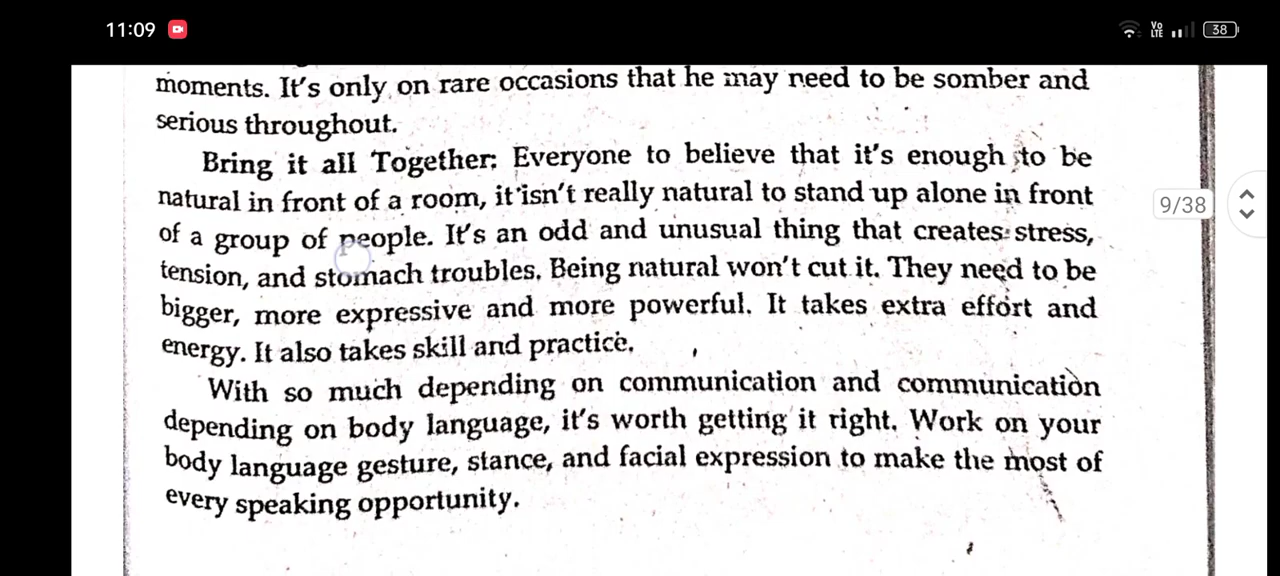 11:09
Vo
LTE
38
moments. It's only on rare occasions that he may need to be somber and
serious throughout.
Bring it all Together: Everyone to believe that it's enough to be
natural in front of a room, it isn't really natural to stand up alone in front
of a group of people. It's an odd and unusual thing that creates stress,
tension, and stomach troubles. Being natural won't cut it. They need to be
bigger, more expressive and more powerful. It takes extra effort and
energy. It also takes skill and practice.
With so much depending on communication and communication
depending on body language, it's worth getting it right. Work on your
body language gesture, stance, and facial expression to make the most of
every speaking opportunity.
9/38